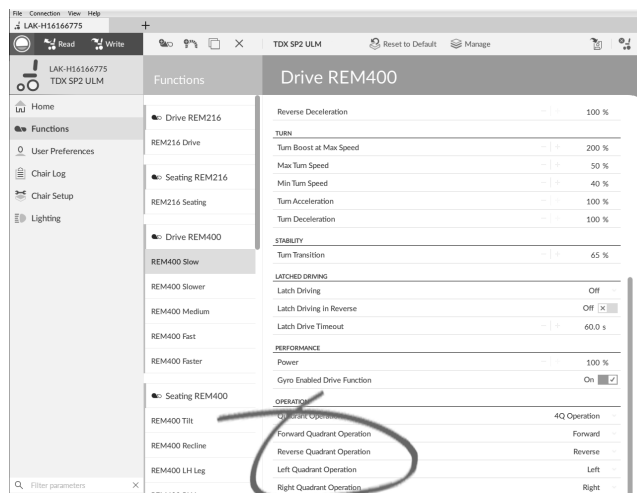 File Connection View Help
LAK-H16166775 +
Read Write TDX SP2 ULM Reset to Default Manage
LAK-H16166775
TDX SP2 ULM
Functions
Drive REM400
Home
Functions
User Preferences
Chair Log
Chair Setup
Lighting
Filter parameters
Drive REM216
REM216 Drive
Seating REM216
REM216 Seating
Drive REM400
REM400 Slow
REM400 Slower
REM400 Medium
REM400 Fast
REM400 Faster
Seating REM400
REM400 Tilt
REM400 Recline
REM400 LH Leg
Reverse Deceleration 100 %
TURN
Turn Boost at Max Speed 200 %
Max Turn Speed 50 %
Min Turn Speed 40 %
Turn Acceleration 100 %
Turn Deceleration 100 %
STABILITY
Turn Transition 65 %
LATCHED DRIVING
Latch Driving Off
Latch Driving in Reverse Off
Latch Drive Timeout 60.0 s
PERFORMANCE
Power 100 %
Gyro Enabled Drive Function On
OPERATION
Quadrant Operation 4Q Operation
Forward Quadrant Operation Forward
Reverse Quadrant Operation Reverse
Left Quadrant Operation Left
Right Quadrant Operation Right